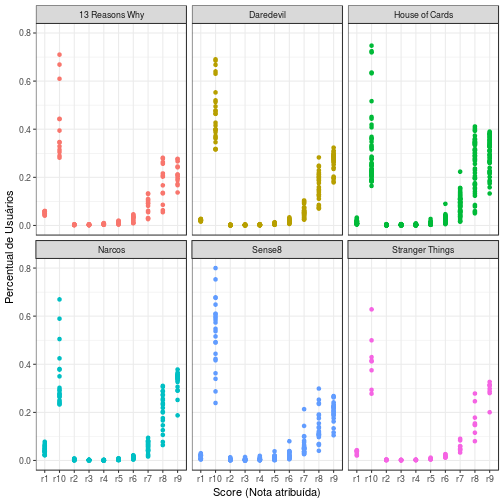 13 Reasons Why Daredevil House of Cards
0.8
0.6
0.4
0.2
0.0
Narcos Sense8 Stranger Things
0.8
0.6
0.4
0.2
0.0
r1 r10 r2 r3 r4 r5 r6 r7 r8 r9 r1 r10 r2 r3 r4 r5 r6 r7 r8 r9 r1 r10 r2 r3 r4 r5 r6 r7 r8 r9
Score (Nota atribuída)
Percentual de Usuários